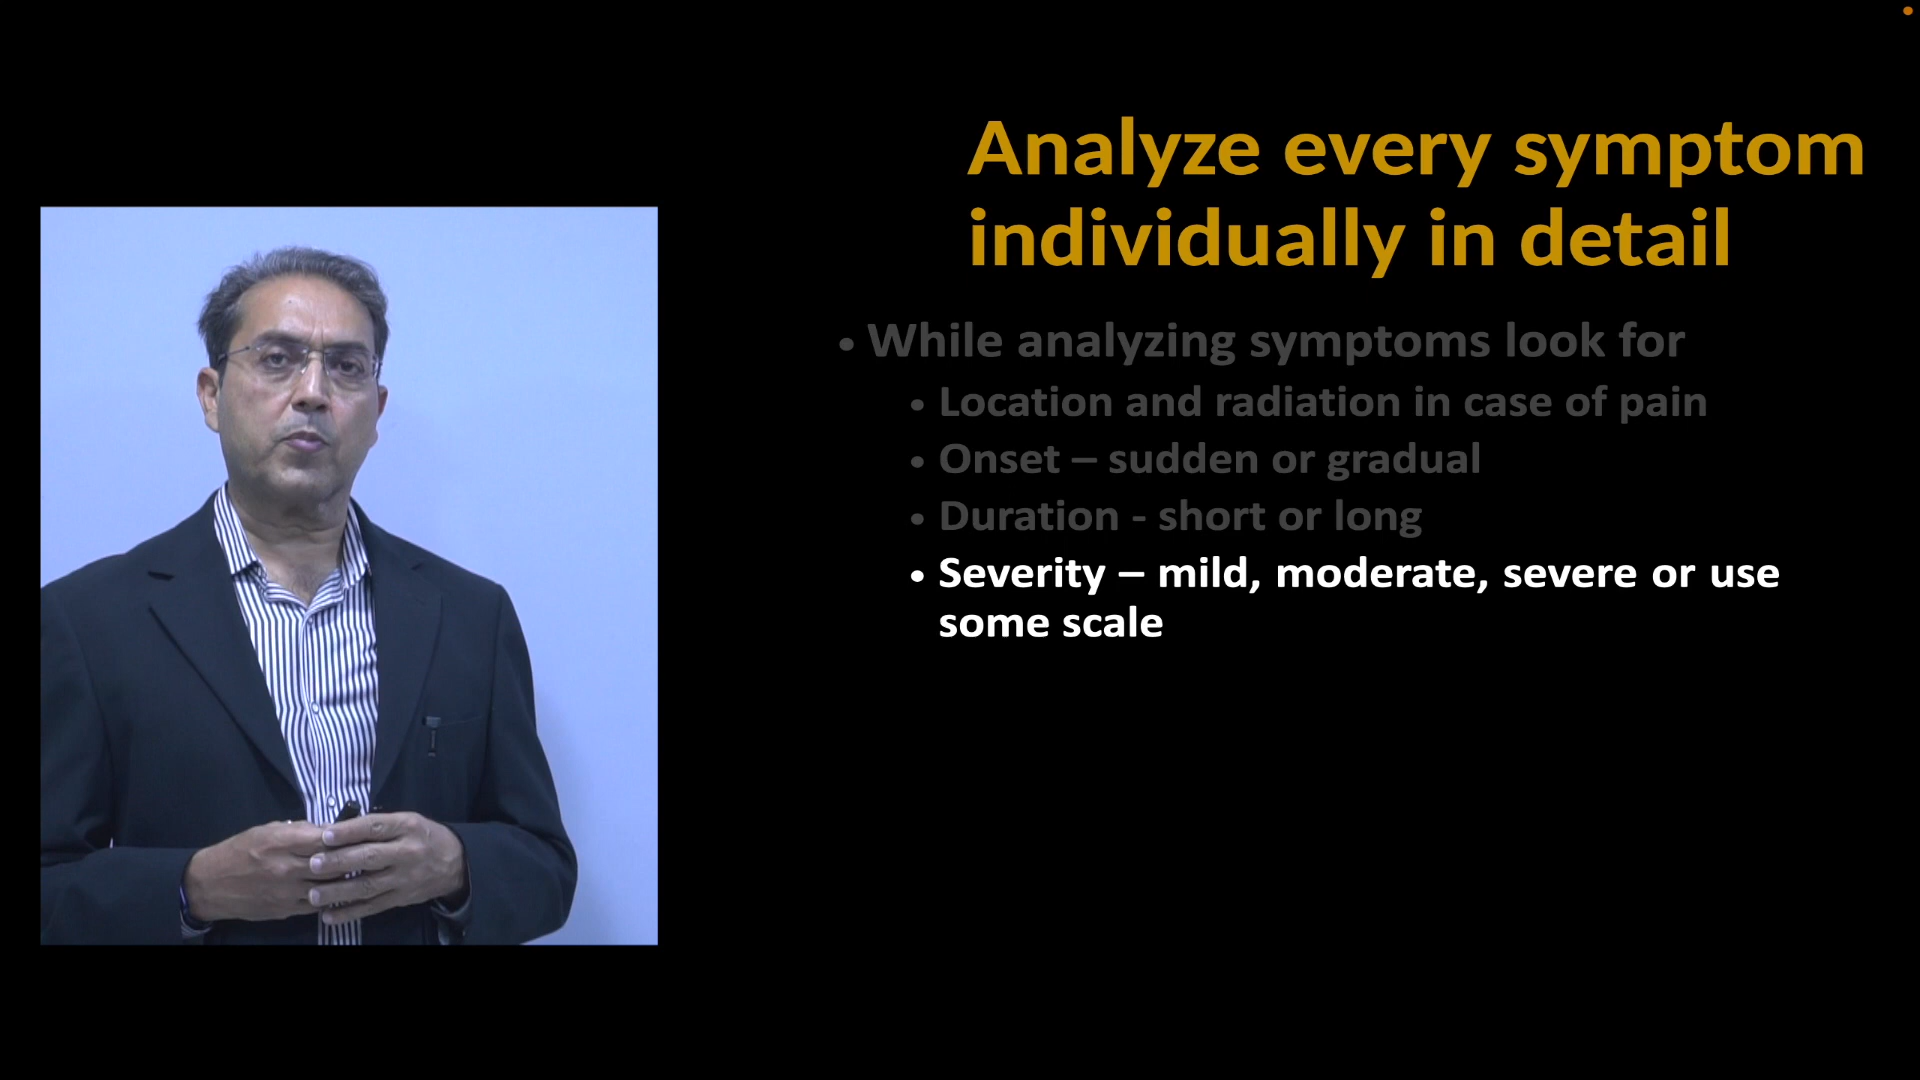 Analyze every symptom
individually in detail
• While analyzing symptoms look for
• Location and radiation in case of pain
• Onset – sudden or gradual
• Duration - short or long
• Severity – mild, moderate, severe or use
some scale